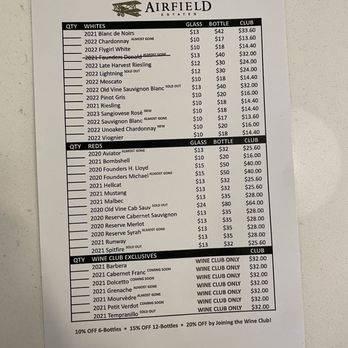 AIRFIELD
ESTATES
QTY WHITES GLASS BOTTLE CLUB
2021 Blanc de Noirs $13 $42 $33.60
2022 Chardonnay ALMOST GONE $10 $17 $13.60
2022 Flygirl White $10 $18 $14.40
2021 Founders Donald ALMOST GONE $13 $40 $32.00
2022 Late Harvest Riesling $12 $30 $24.00
2022 Lightning SOLD OUT $12 $30 $24.00
2022 Moscato $10 $18 $14.40
2022 Old Vine Sauvignon Blanc SOLD OUT $13 $40 $32.00
2022 Pinot Gris $10 $20 $16.00
2021 Riesling $10 $18 $14.40
2023 Sangiovese Rosé NEW $10 $18 $14.40
2022 Sauvignon Blanc ALMOST GONE $10 $17 $13.60
2022 Unoaked Chardonnay NEW $10 $20 $16.00
2022 Viognier $10 $18 $14.40
QTY REDS GLASS BOTTLE CLUB
2020 Aviator ALMOST GONE $13 $32 $25.60
2021 Bombshell $10 $20 $16.00
2020 Founders H. Lloyd $15 $50 $40.00
2020 Founders Michael ALMOST GONE $15 $50 $40.00
2021 Hellcat $13 $32 $25.60
2021 Mustang $13 $32 $25.60
2021 Malbec $13 $35 $28.00
2020 Old Vine Cab Sauv SOLD OUT $24 $80 $64.00
2020 Reserve Cabernet Sauvignon $13 $35 $28.00
2020 Reserve Merlot $13 $35 $28.00
2020 Reserve Syrah ALMOST GONE $13 $35 $28.00
2021 Runway $13 $35 $28.00
2021 Spitfire SOLD OUT $13 $32 $25.60
QTY WINE CLUB EXCLUSIVES CLUB
2021 Barbera WINE CLUB ONLY $32.00
2021 Cabernet Franc COMING SOON WINE CLUB ONLY $32.00
2021 Dolcetto COMING SOON WINE CLUB ONLY $32.00
2021 Grenache ALMOST GONE WINE CLUB ONLY $32.00
2021 Mourvèdre ALMOST GONE WINE CLUB ONLY $32.00
2021 Petit Verdot COMING SOON WINE CLUB ONLY $32.00
2021 Tempranillo SOLD OUT WINE CLUB ONLY $32.00
10% OFF 6-Bottles • 15% OFF 12-Bottles • 20% OFF by Joining the Wine Club!